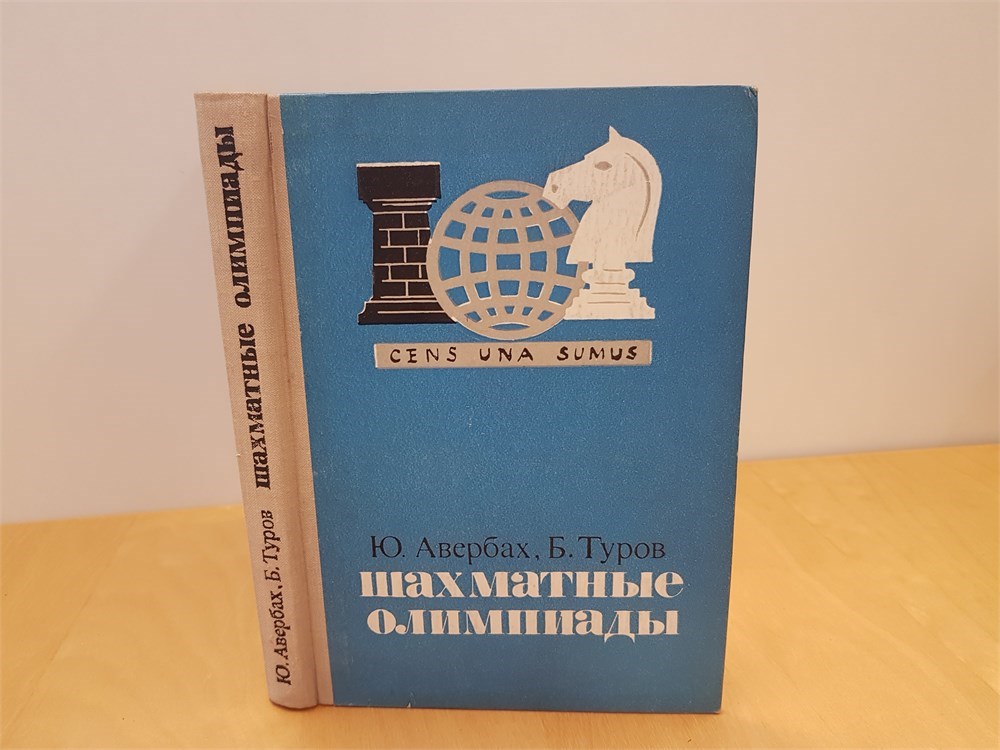 Ю. Авербах, Б. Туров шахматные олимпиады
CENS UNA SUMUS
Ю. Авербах, Б. Туров
шахматные
олимпиады